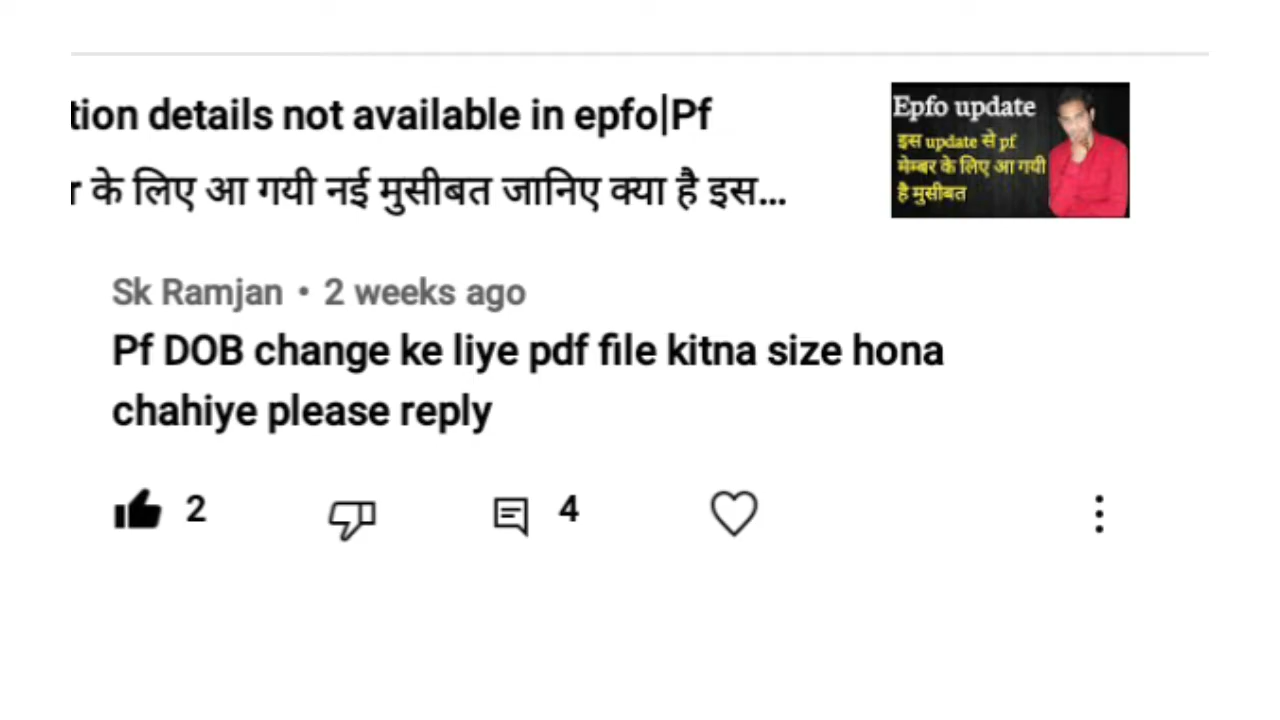 tion details not available in epfo|Pf
र के लिए आ गयी नई मुसीबत जानिए क्या है इस...
Epfo update
इस update से pf
मेम्बर के लिए आ गयी
है मुसीबत
Sk Ramjan • 2 weeks ago
Pf DOB change ke liye pdf file kitna size hona
chahiye please reply
2 4